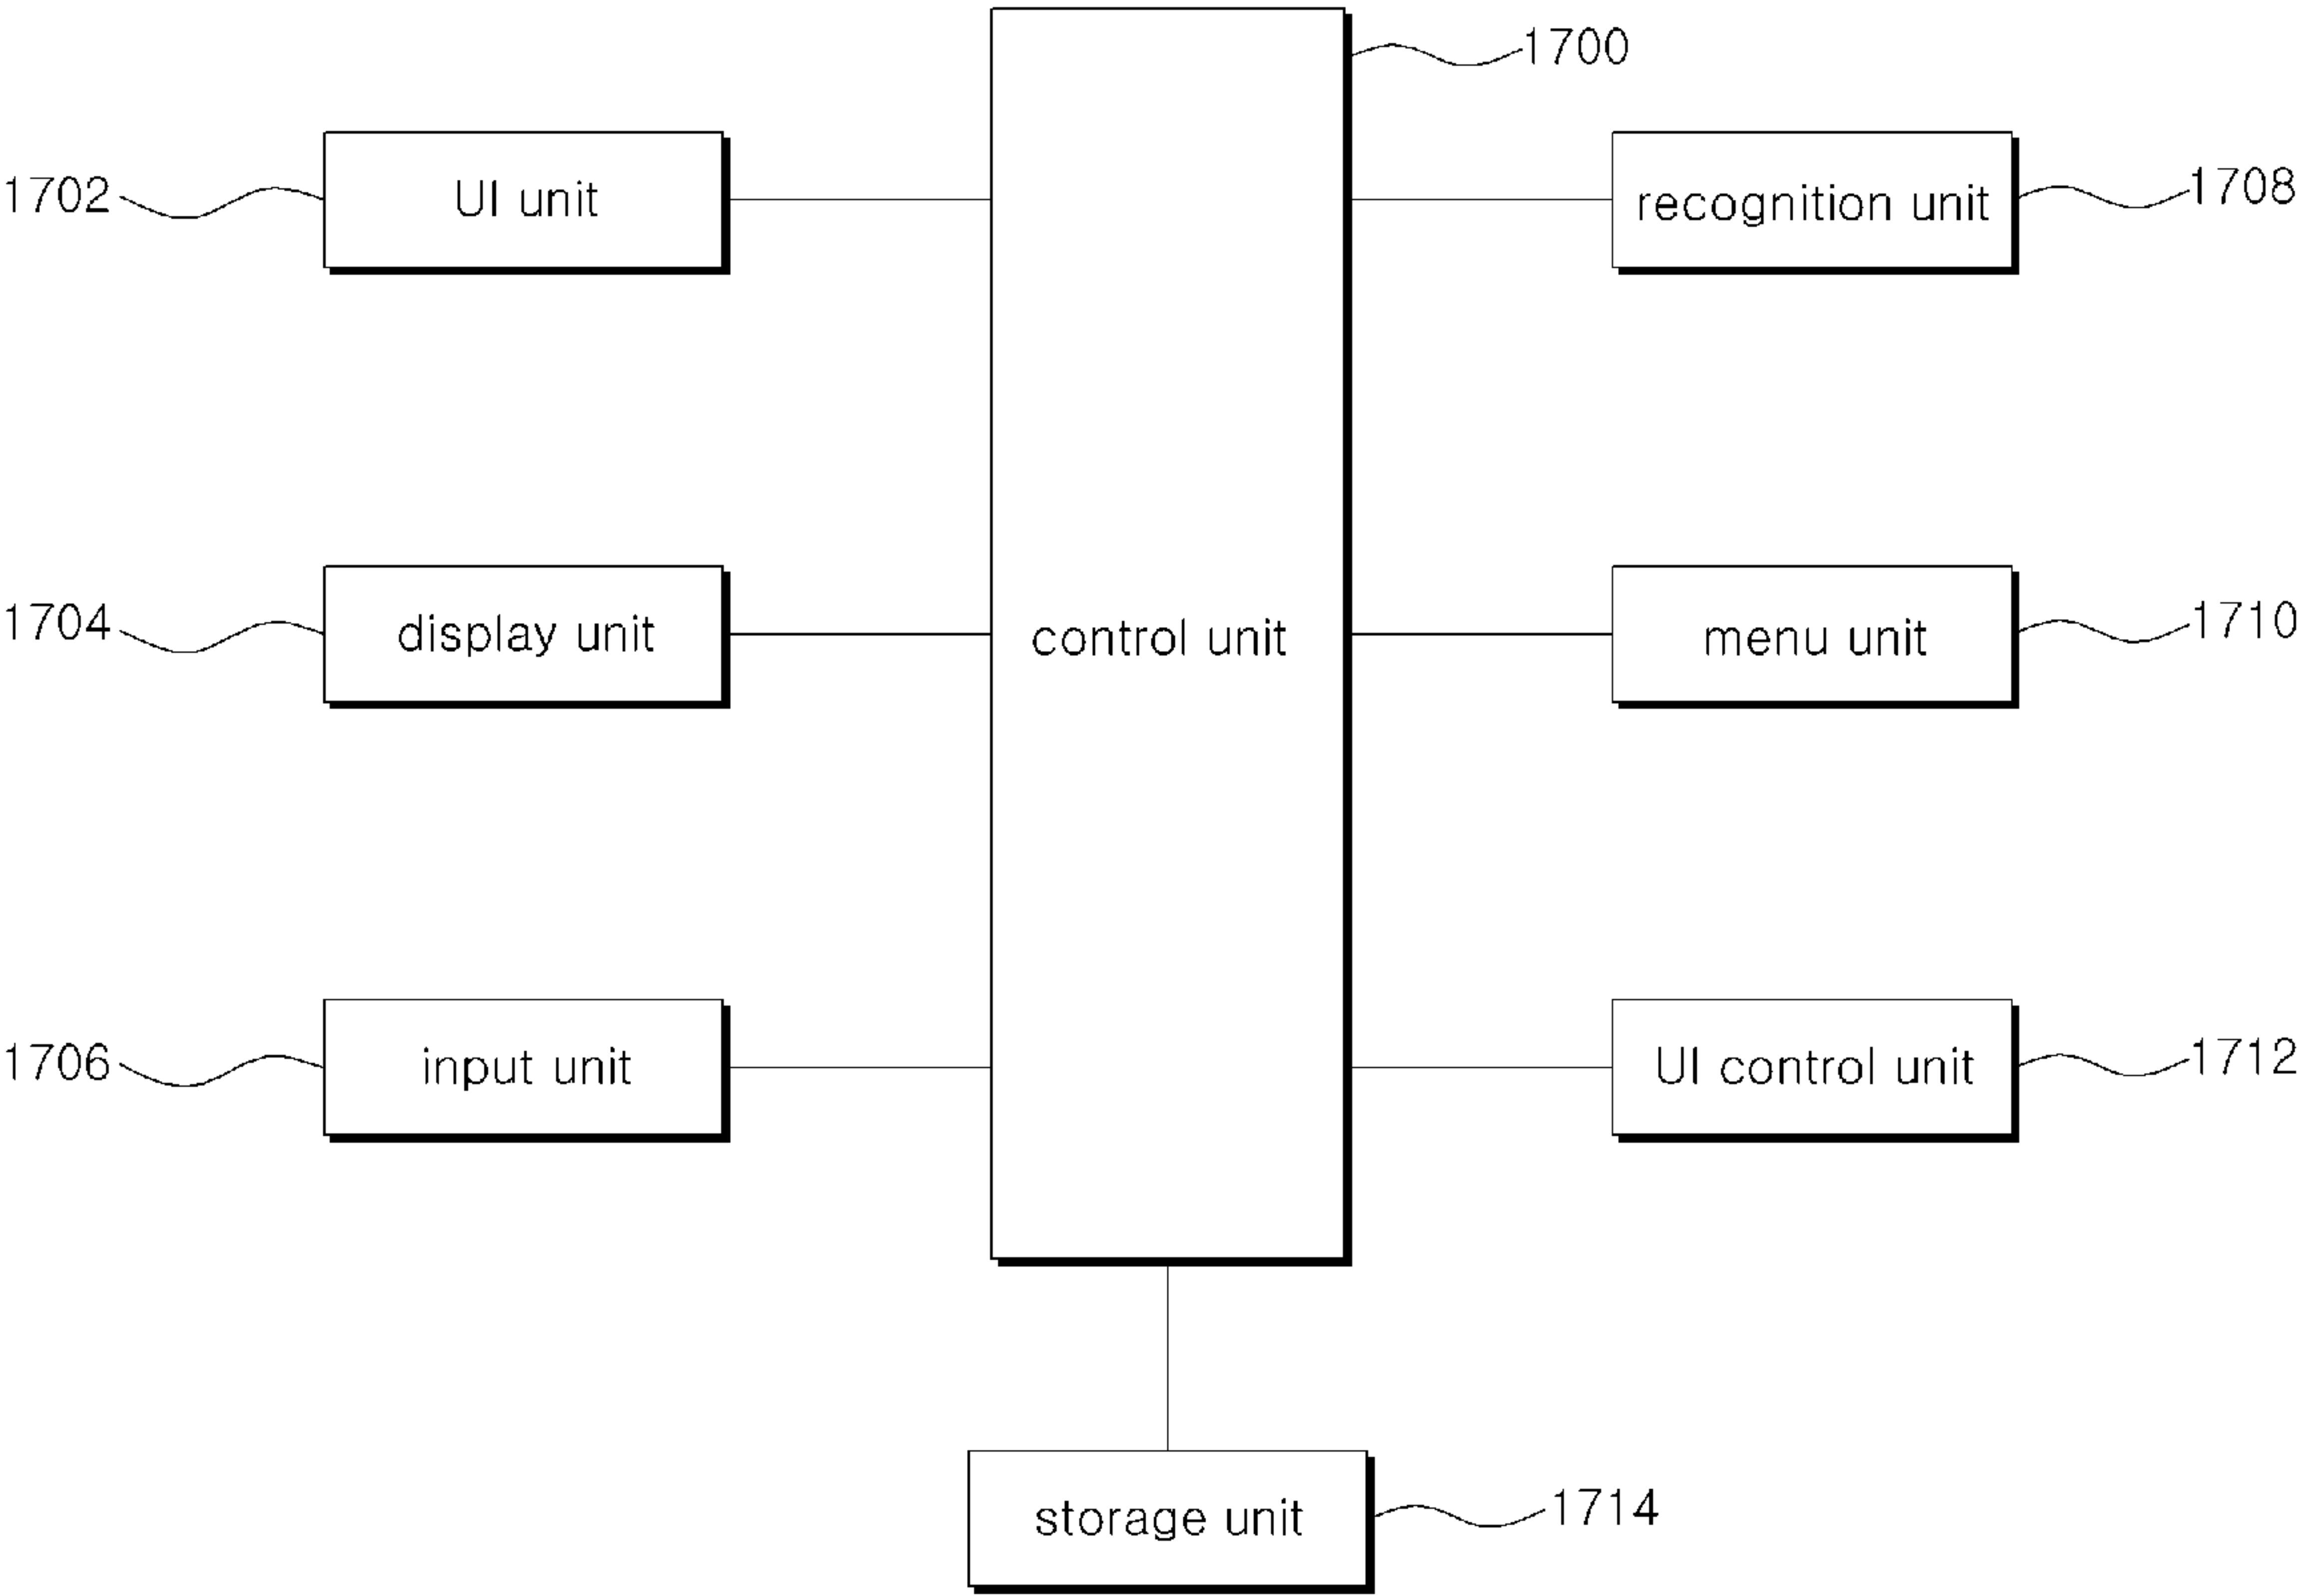 1700
1702
UI unit
recognition unit
1708
1704
display unit
control unit
menu unit
1710
1706
input unit
UI control unit
1712
storage unit
1714